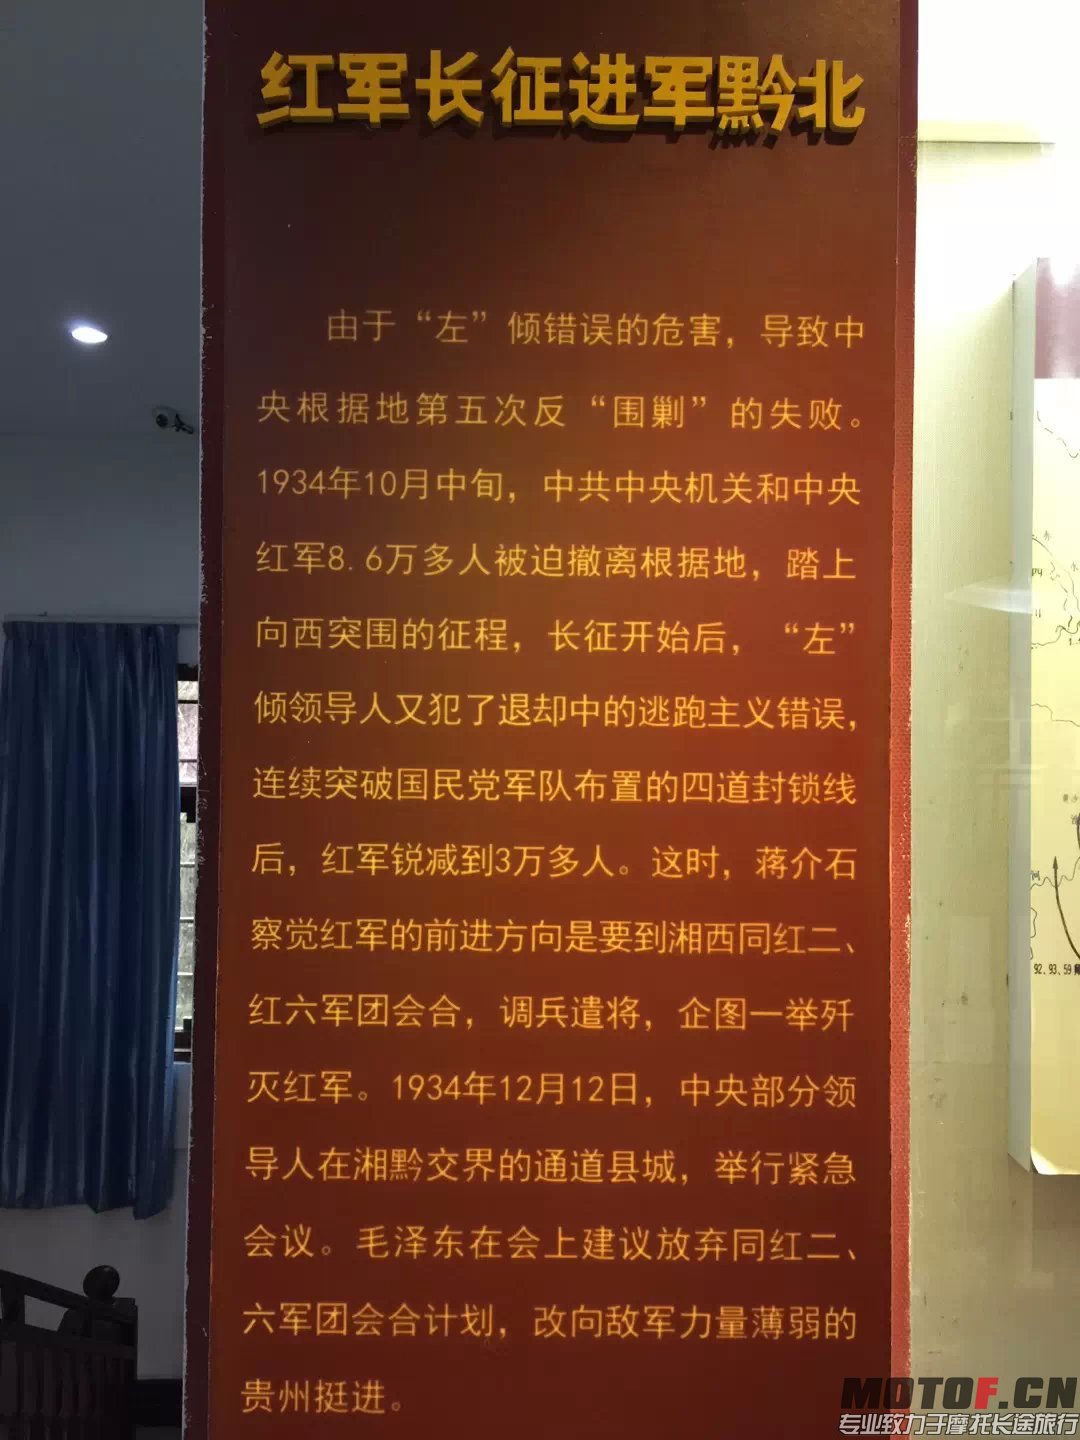 红军长征进军黔北
由于“左”倾错误的危害，导致中
央根据地第五次反“围剿”的失败。
1934年10月中旬，中共中央机关和中央
红军8.6万多人被迫撤离根据地，踏上
向西突围的征程，长征开始后，“左”
倾领导人又犯了退却中的逃跑主义错误，
连续突破国民党军队布置的四道封锁线
后，红军锐减到3万多人。这时，蒋介石
察觉红军的前进方向是要到湘西同红二、
红六军团会合，调兵遣将，企图一举歼
灭红军。1934年12月12日，中央部分领
导人在湘黔交界的通道县城，举行紧急
会议。毛泽东在会上建议放弃同红二、
六军团会合计划，改向敌军力量薄弱的
贵州挺进。
92、93、59师
MOTOF.CN
专业致力于摩托长途旅行